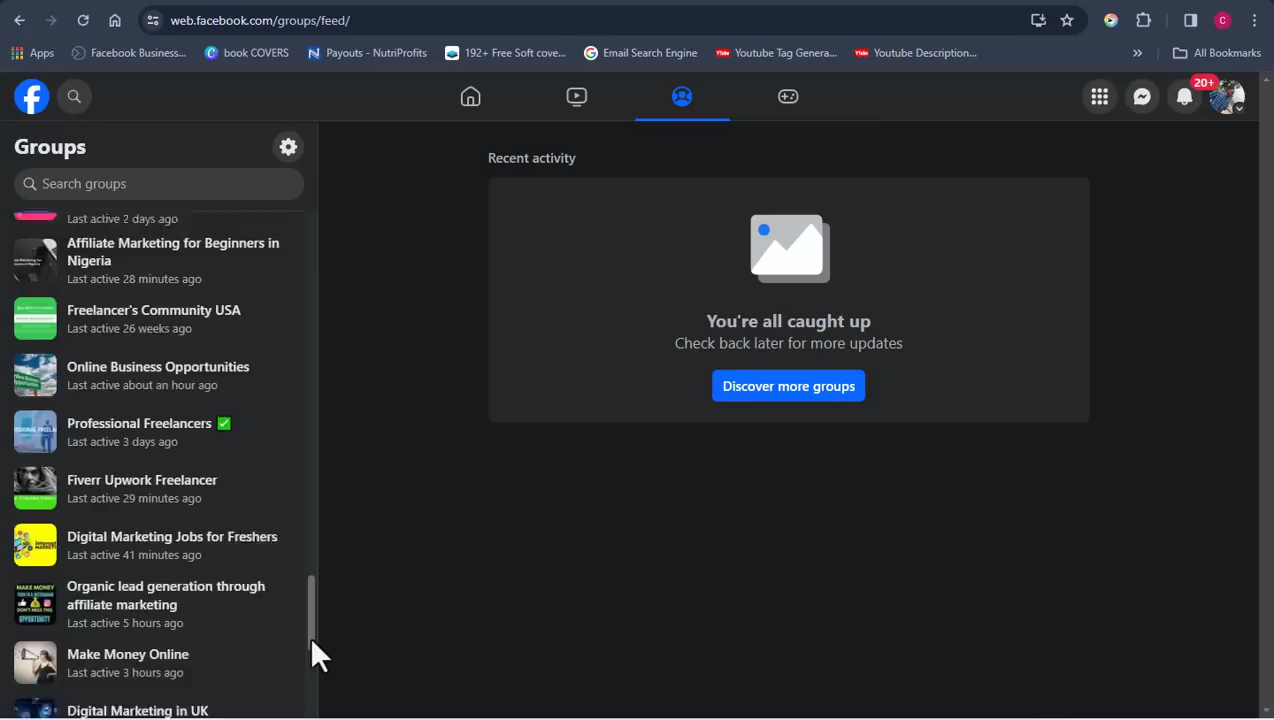 web.facebook.com/groups/feed/
Apps
Facebook Business...
book COVERS
Payouts - NutriProfits
192+ Free Soft cove...
Email Search Engine
Youtube Tag Genera...
Youtube Description...
»
All Bookmarks
C
20+
Groups
Search groups
Last active 2 days ago
Affiliate Marketing for Beginners in
Nigeria
Last active 28 minutes ago
Freelancer's Community USA
Last active 26 weeks ago
Online Business Opportunities
Last active about an hour ago
Professional Freelancers ✅
Last active 3 days ago
Fiverr Upwork Freelancer
Last active 29 minutes ago
Digital Marketing Jobs for Freshers
Last active 41 minutes ago
Organic lead generation through
affiliate marketing
Last active 5 hours ago
Make Money Online
Last active 3 hours ago
Digital Marketing in UK
Recent activity
You're all caught up
Check back later for more updates
Discover more groups